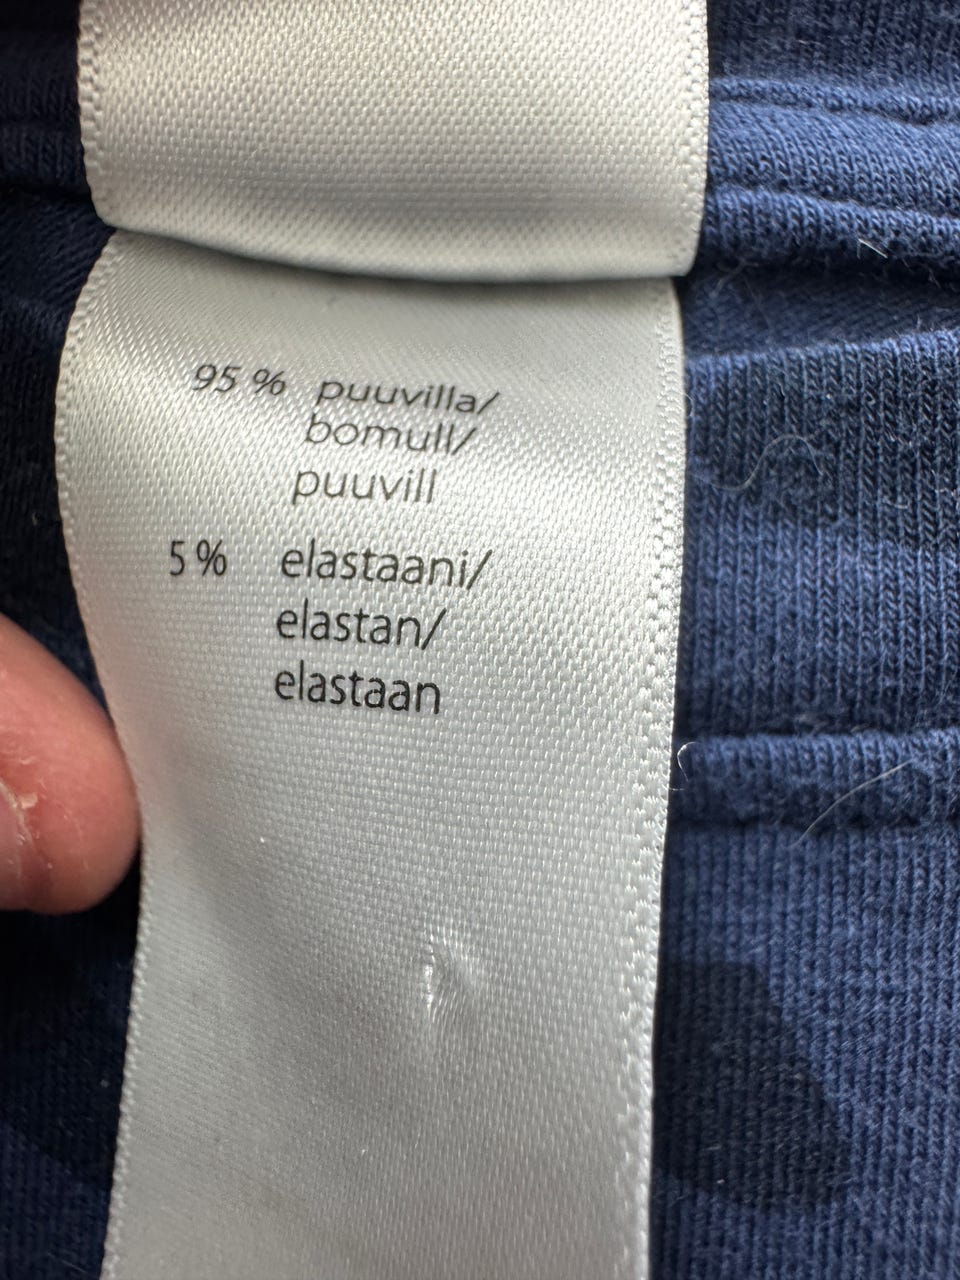 95 % puuvilla/
bomull/
puuvill
5 % elastaani/
elastan/
elastaan